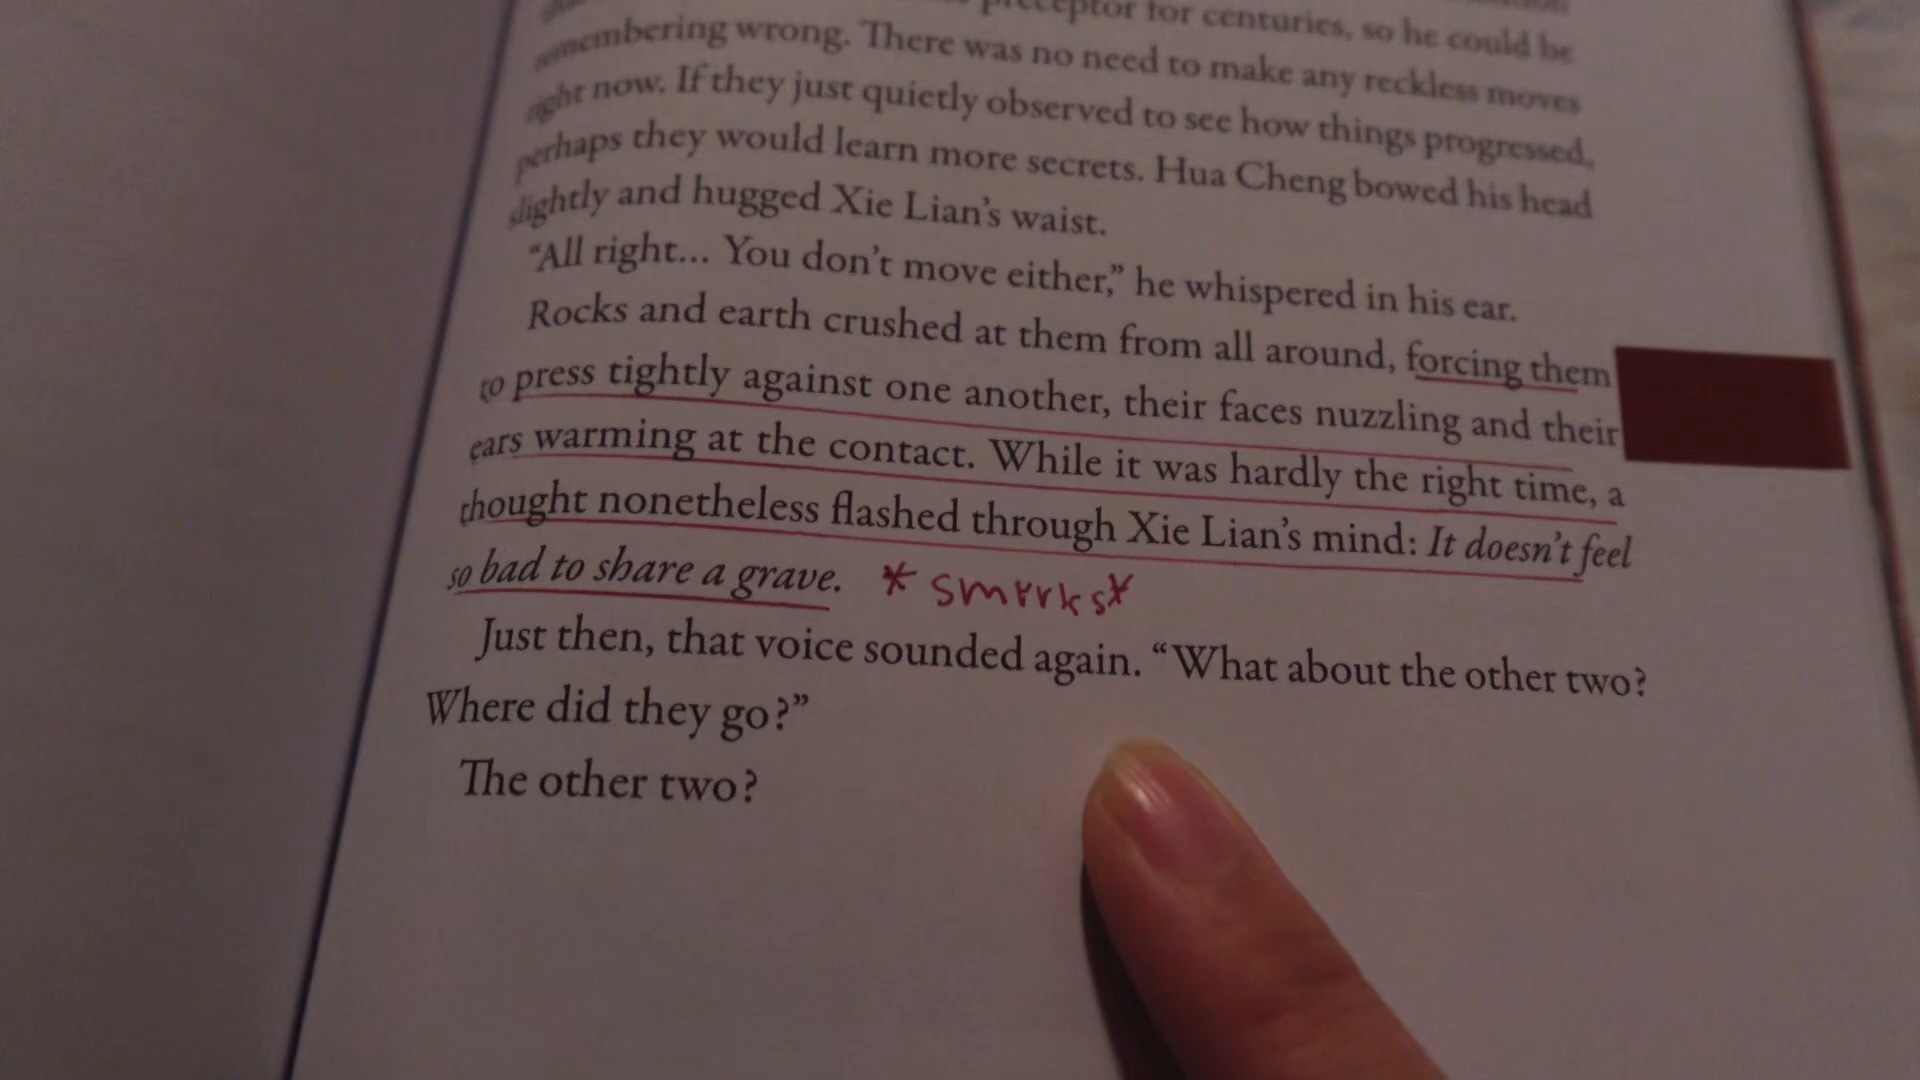 preceptor for centuries, so he could be
remembering wrong. There was no need to make any reckless moves
right now. If they just quietly observed to see how things progressed,
perhaps they would learn more secrets. Hua Cheng bowed his head
slightly and hugged Xie Lian’s waist.
“All right... You don’t move either,” he whispered in his ear.
Rocks and earth crushed at them from all around, forcing them
to press tightly against one another, their faces nuzzling and their
ears warming at the contact. While it was hardly the right time, a
thought nonetheless flashed through Xie Lian’s mind: It doesn’t feel
so bad to share a grave. *smrrks*
Just then, that voice sounded again. “What about the other two?
Where did they go?”
The other two?